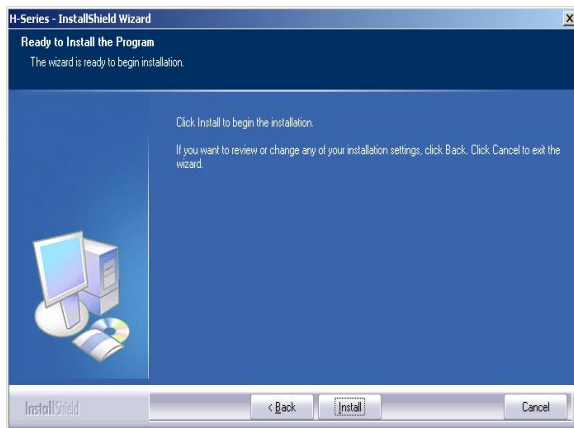 H-Series - InstallShield Wizard
Ready to Install the Program
The wizard is ready to begin installation.
Click Install to begin the installation.
If you want to review or change any of your installation settings, click Back. Click Cancel to exit the
wizard.
InstallShield
< Back
Install
Cancel